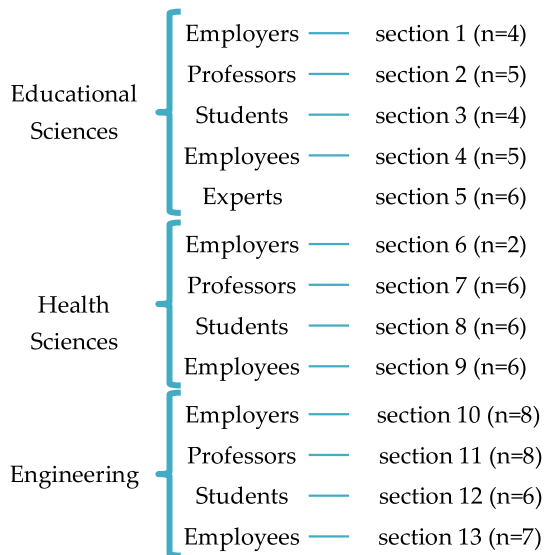 Educational
Sciences
Employers section 1 (n=4)
Professors section 2 (n=5)
Students section 3 (n=4)
Employees section 4 (n=5)
Experts section 5 (n=6)
Health
Sciences
Employers section 6 (n=2)
Professors section 7 (n=6)
Students section 8 (n=6)
Employees section 9 (n=6)
Engineering
Employers section 10 (n=8)
Professors section 11 (n=8)
Students section 12 (n=6)
Employees section 13 (n=7)